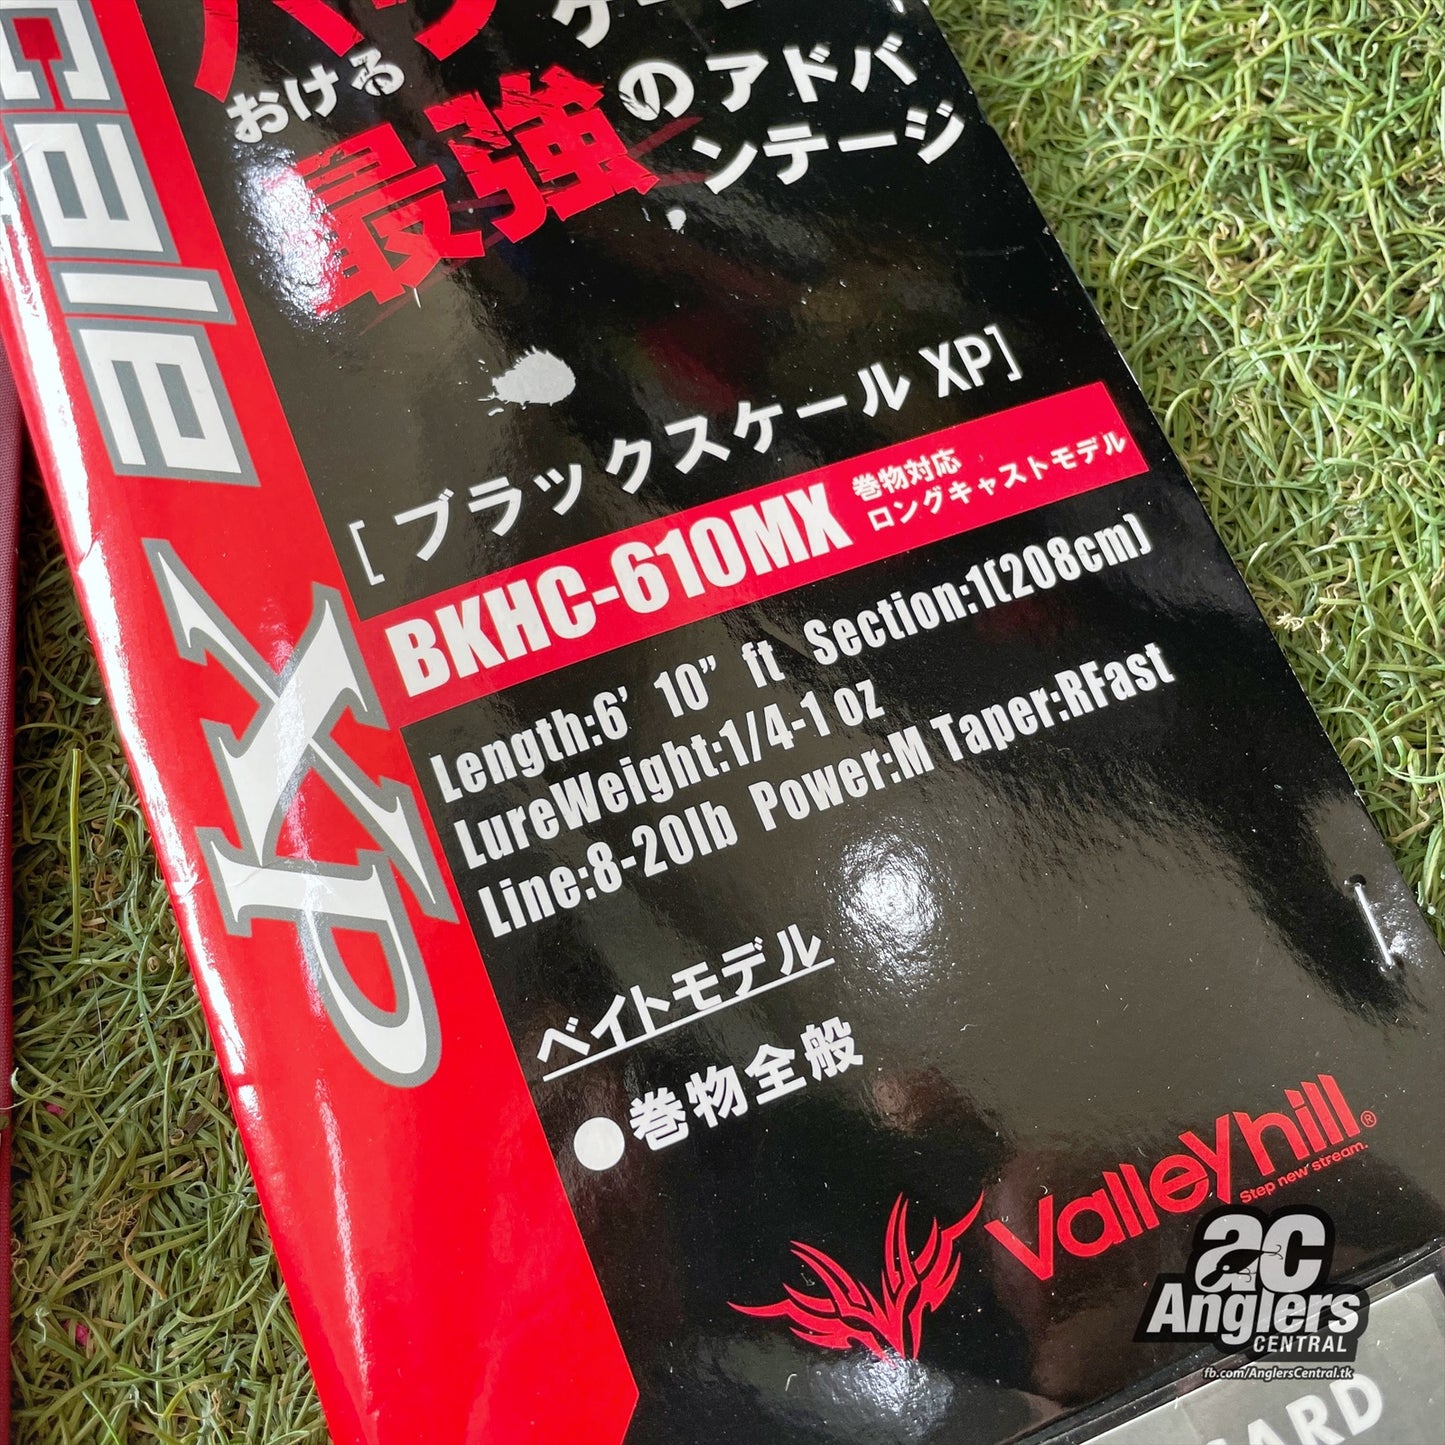 おける
最強のアドバ
ンテージ
cale XP
[ブラックスケール XP]
BKHC-610MX
巻物対応
ロングキャストモデル
Length:6' 10” ft Section:1(208cm)
LureWeight:1/4-1 oz
Line:8-20lb Power:M Taper:RFast
ベイトモデル
●巻物全般
Valleyhill®
Step new stream.
ac
Anglers
CENTRAL
fb.com/AnglersCentral.tk
ARD